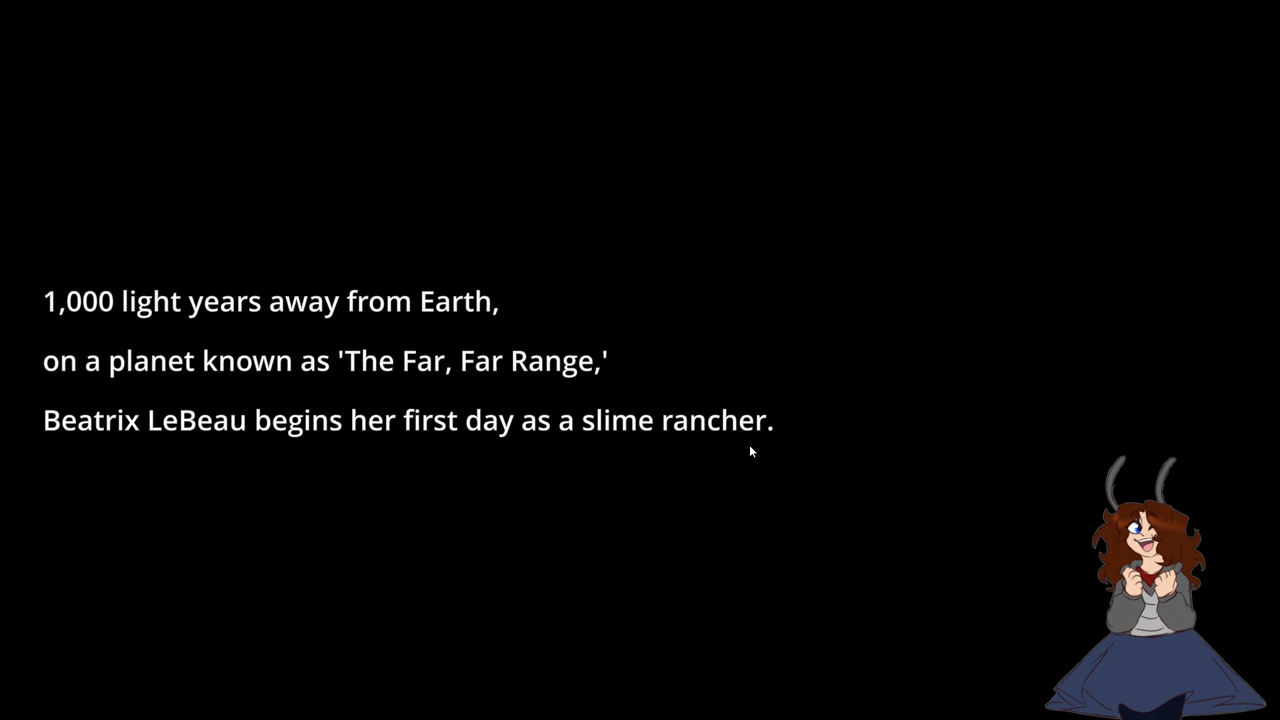 1,000 light years away from Earth,
on a planet known as 'The Far, Far Range,'
Beatrix LeBeau begins her first day as a slime rancher.